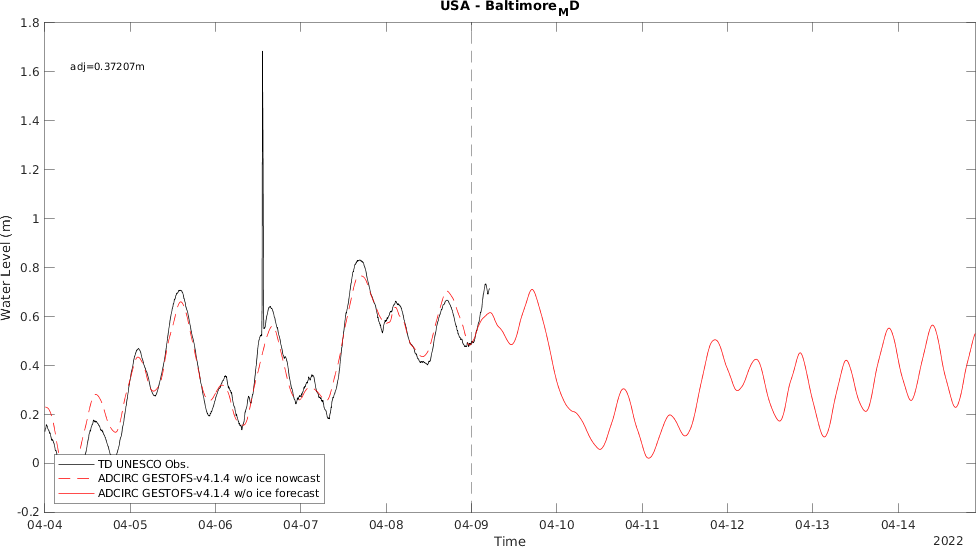 USA - Baltimore_MD
adj=0.37207m
1.8
1.6
1.4
1.2
1
0.8
0.6
0.4
0.2
0
-0.2
Water Level (m)
TD UNESCO Obs.
ADCIRC GESTOFS-v4.1.4 w/o ice nowcast
ADCIRC GESTOFS-v4.1.4 w/o ice forecast
04-04 04-05 04-06 04-07 04-08 04-09 04-10 04-11 04-12 04-13 04-14
Time
2022